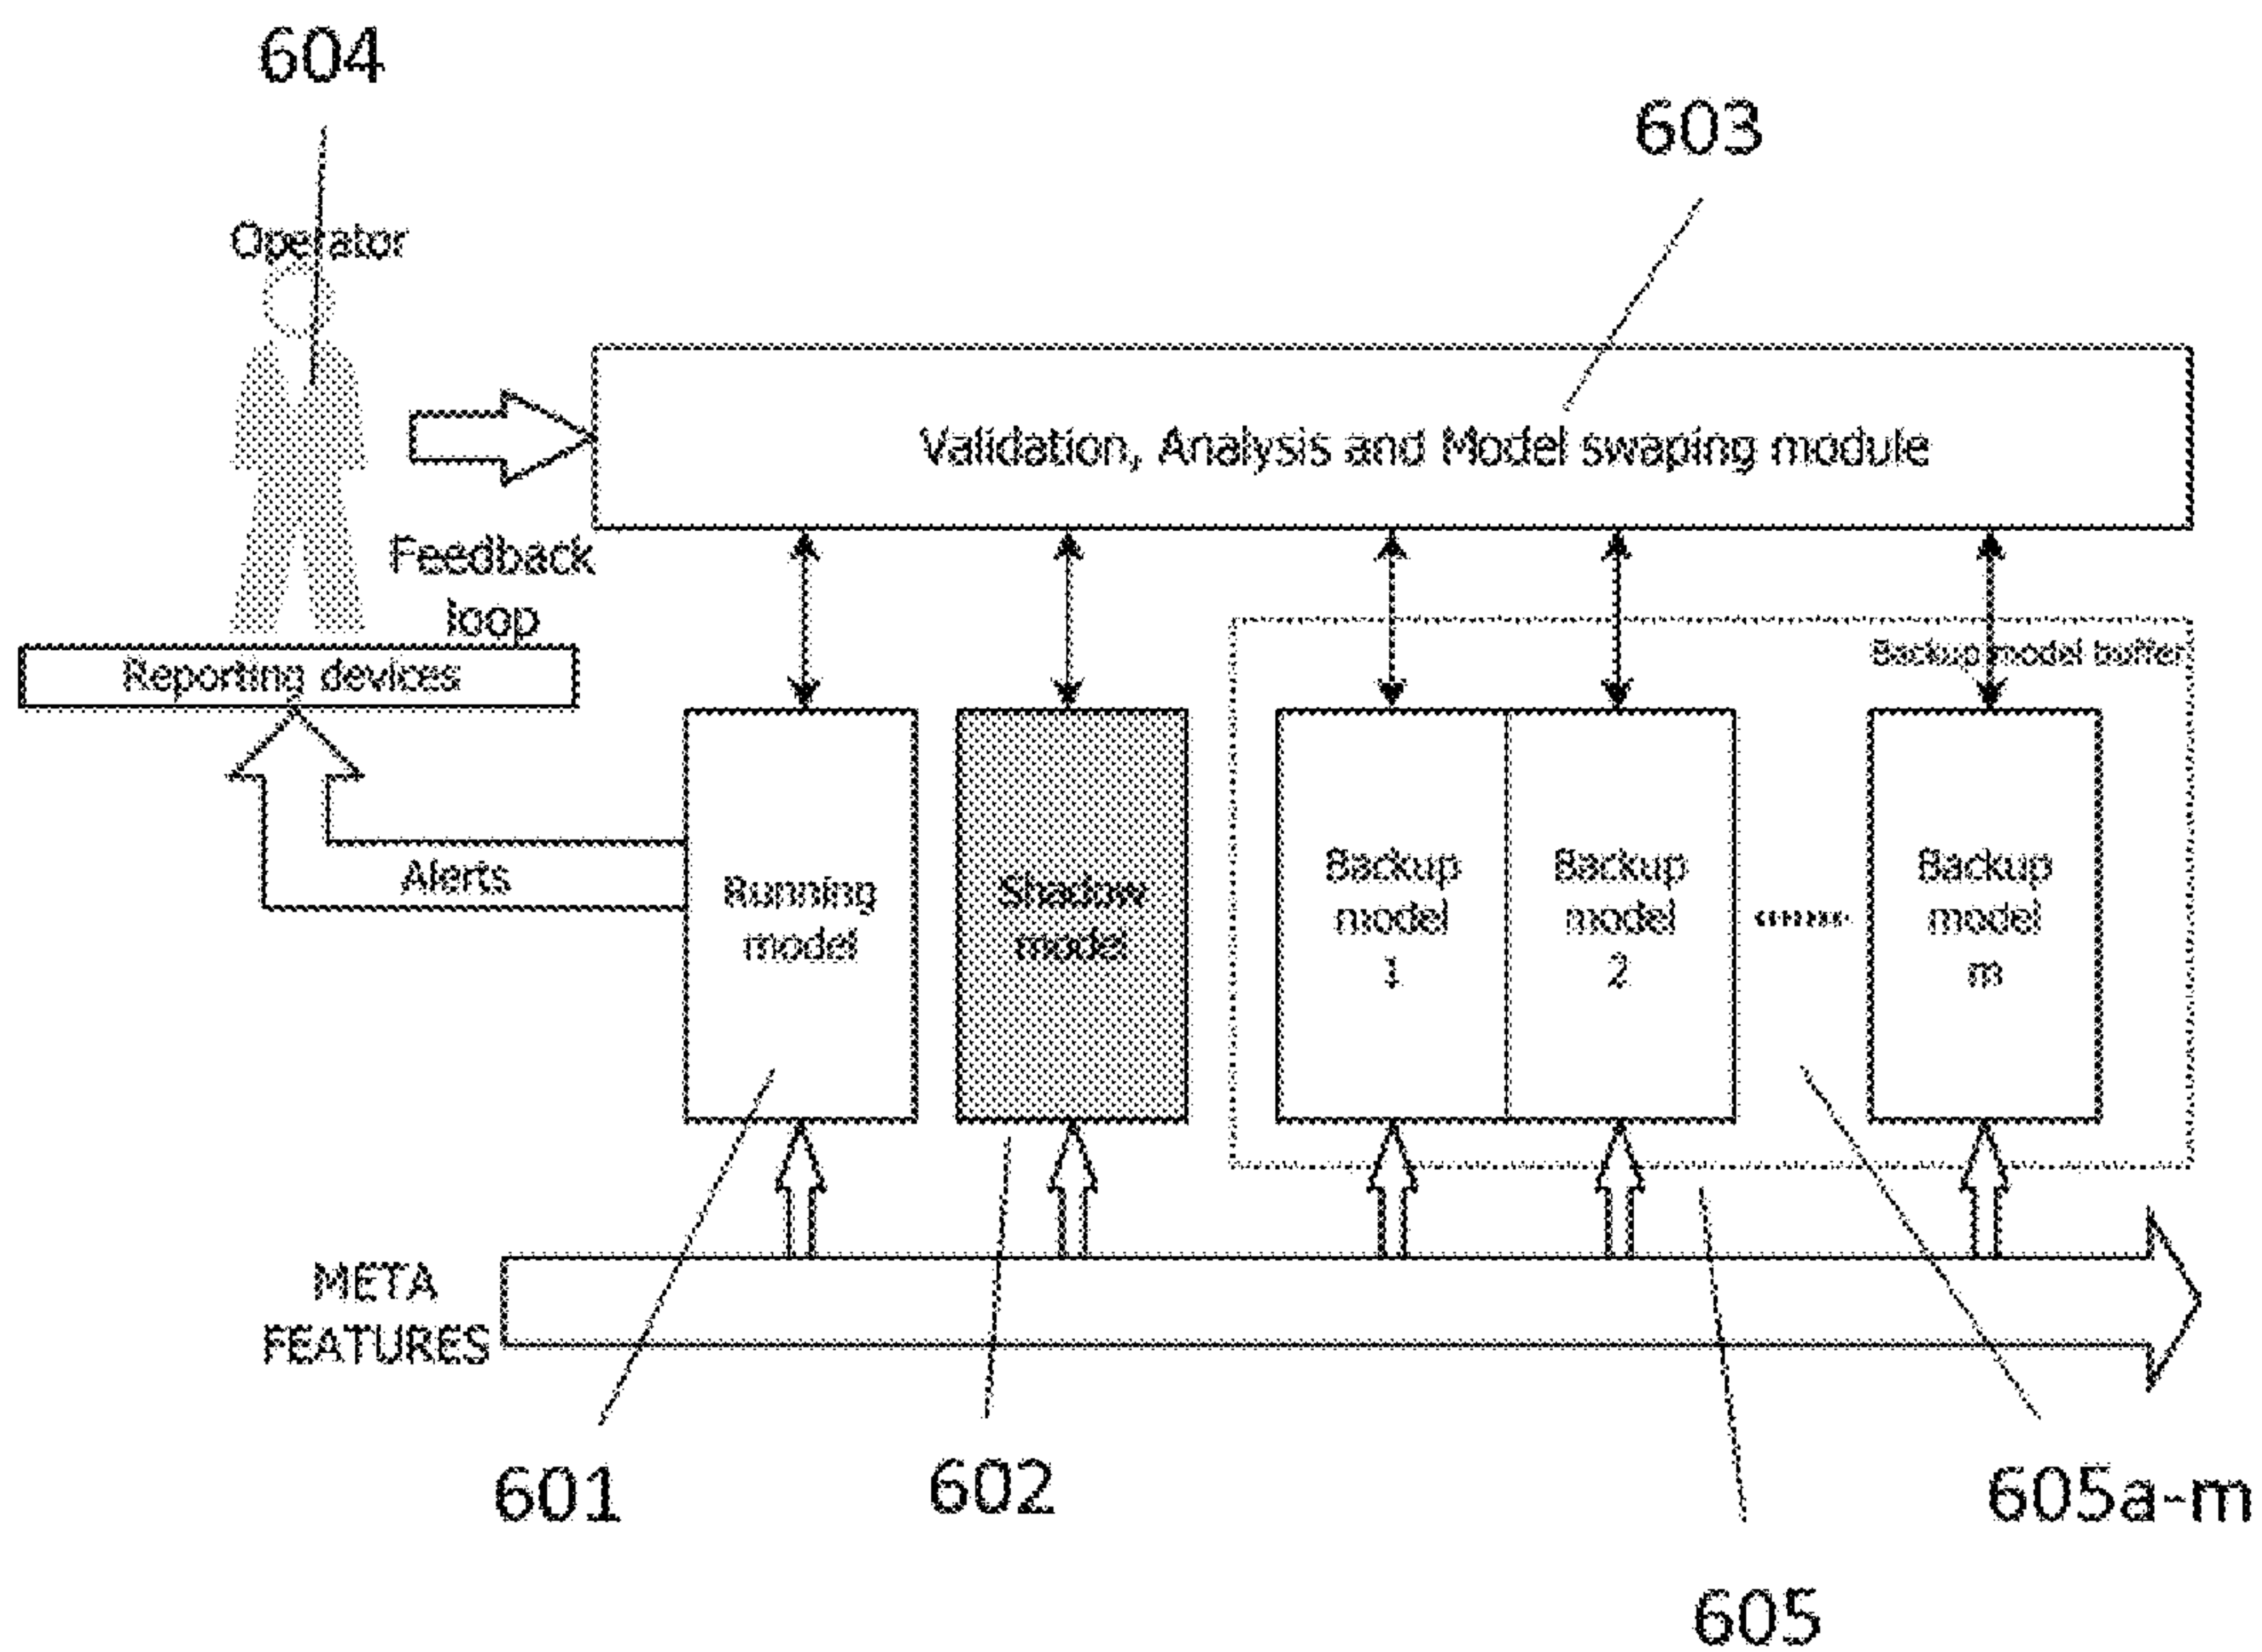 604
603
Operator
Validation, Analysis and Model swaping module
Feedback
loop
Reporting devices
Backup model buffer
Alerts
Running
model
Shadow
model
Backup
model
1
Backup
model
2
Backup
model
m
META
FEATURES
601
602
605a-m
605